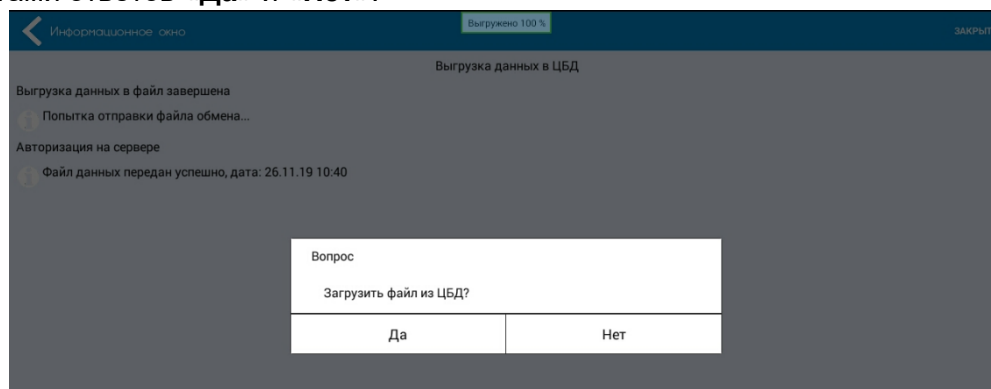 Информационное окно
Выгружено 100 %
ЗАКРЫТ
Выгрузка данных в ЦБД
Выгрузка данных в файл завершена
Попытка отправки файла обмена...
Авторизация на сервере
Файл данных передан успешно, дата: 26.11.19 10:40
Вопрос
Загрузить файл из ЦБД?
Да
Нет